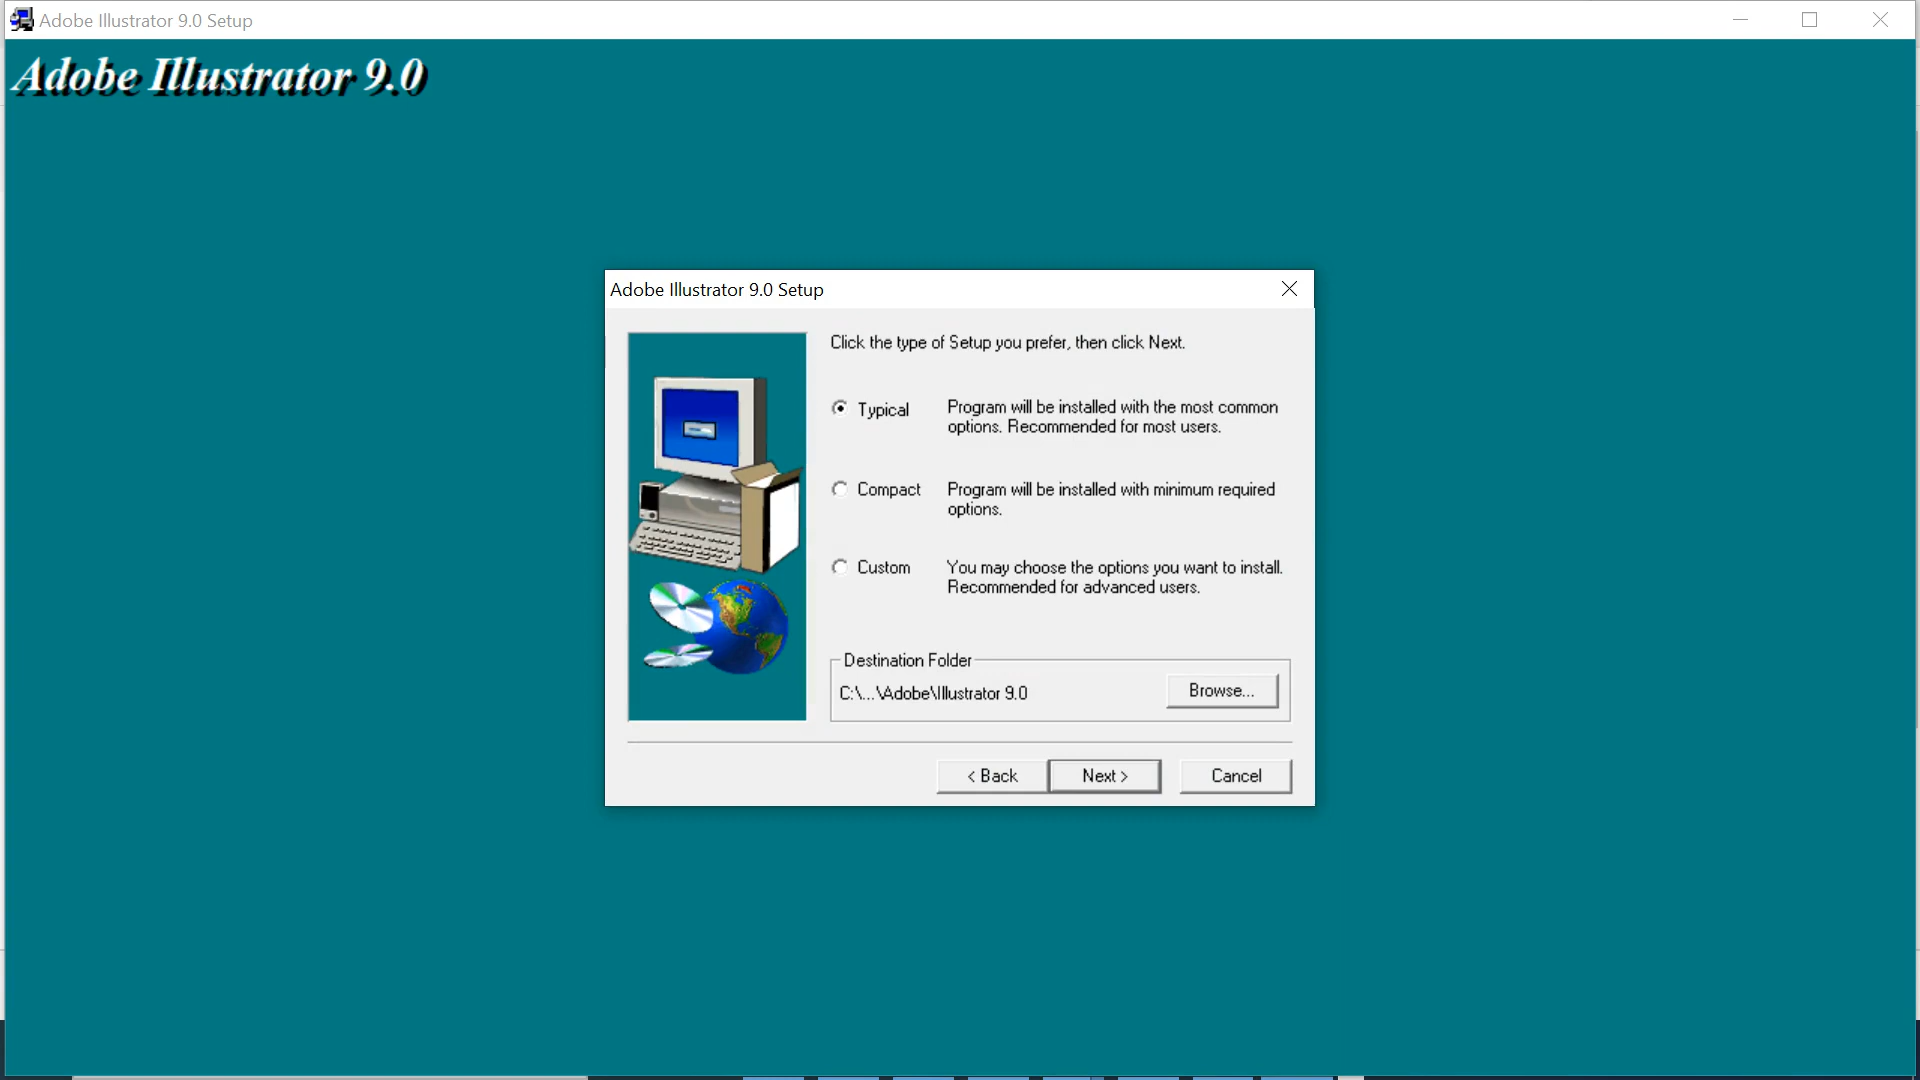 Adobe Illustrator 9.0 Setup
Adobe Illustrator 9.0
Adobe Illustrator 9.0 Setup
Click the type of Setup you prefer, then click Next.
Typical
Program will be installed with the most common
options. Recommended for most users.
Compact
Program will be installed with minimum required
options.
Custom
You may choose the options you want to install.
Recommended for advanced users.
Destination Folder
C:\...\Adobe\Illustrator 9.0
Browse...
< Back
Next >
Cancel